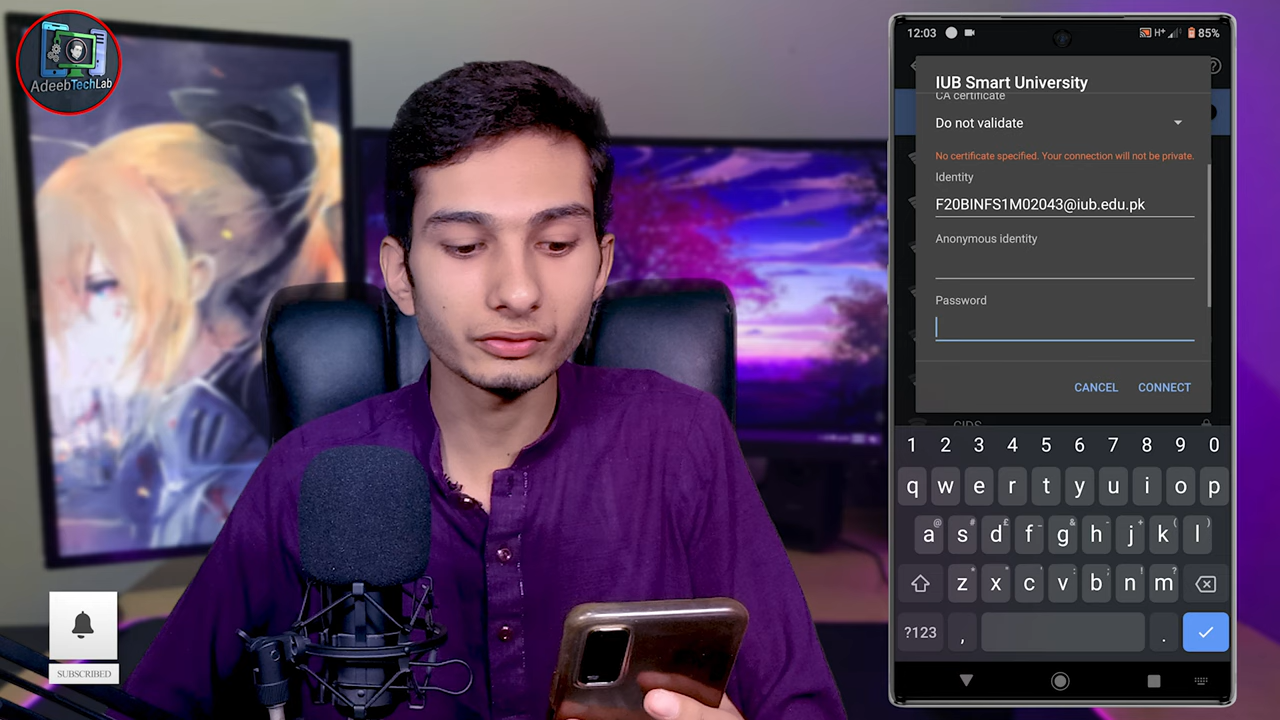 AdeebTechLab
12:03
H+
85%
IUB Smart University
CA certificate
Do not validate
No certificate specified. Your connection will not be private.
Identity
F20BINFS1M02043@iub.edu.pk
Anonymous identity
Password
CANCEL CONNECT
CIDS
1 2 3 4 5 6 7 8 9 0
q w e r t y u i o p
a s d f g h j k l
z x c v b n m
?123 , .
SUBSCRIBED